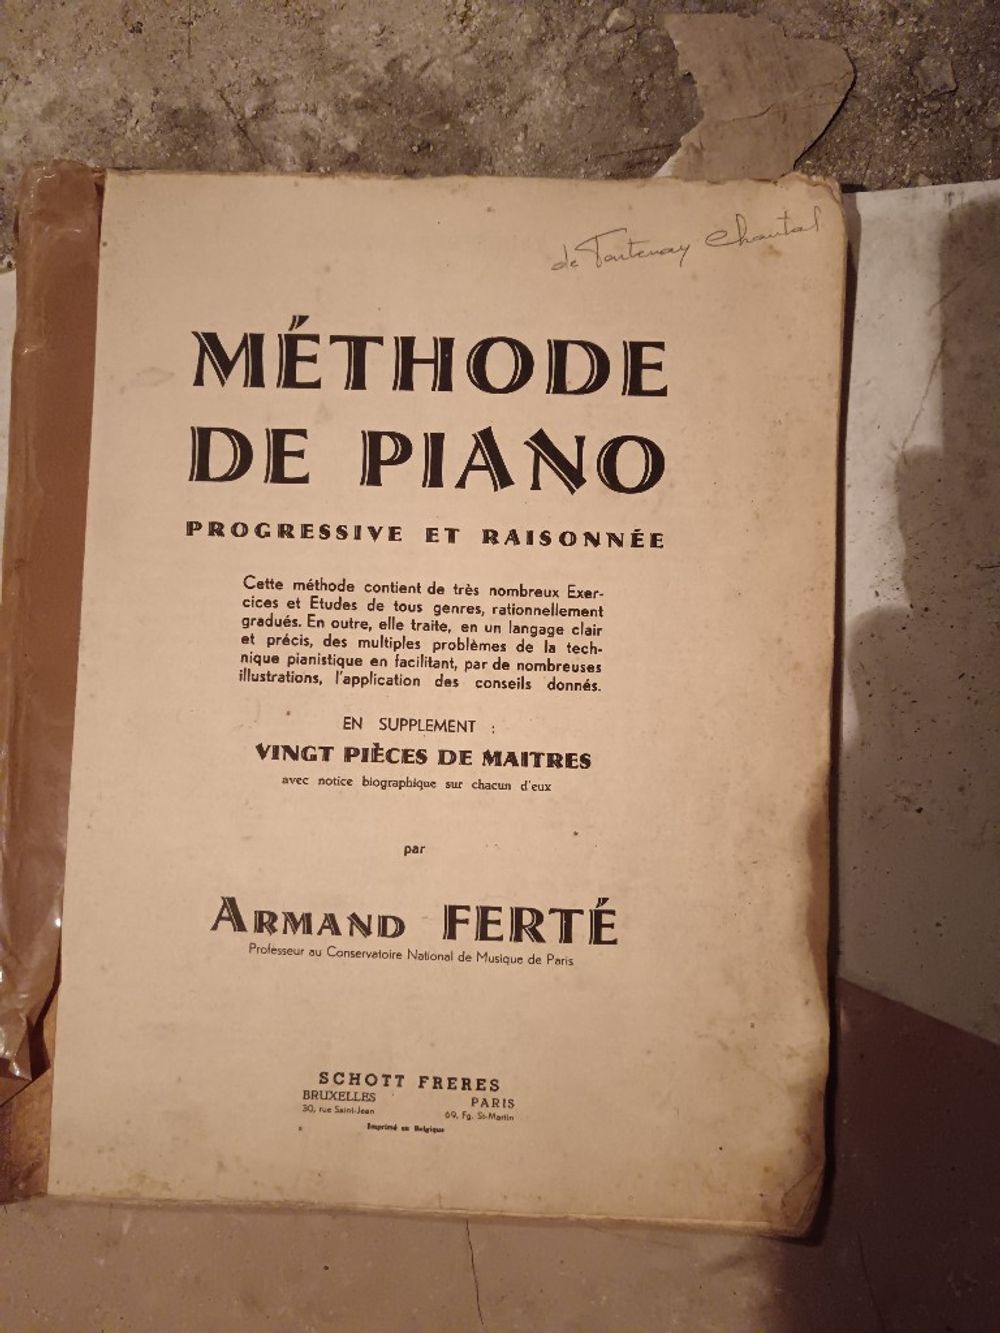 de Fontenay Chantal
MÉTHODE
DE PIANO
PROGRESSIVE ET RAISONNÉE
Cette méthode contient de très nombreux Exer-
cices et Etudes de tous genres, rationnellement
gradués. En outre, elle traite, en un langage clair
et précis, des multiples problèmes de la tech-
nique pianistique en facilitant, par de nombreuses
illustrations, l'application des conseils donnés.
EN SUPPLEMENT :
VINGT PIÈCES DE MAITRES
avec notice biographique sur chacun d'eux
par
ARMAND FERTÉ
Professeur au Conservatoire National de Musique de Paris
SCHOTT FRERES
BRUXELLES PARIS
30, rue Saint-Jean 69, Fg. St-Martin
Imprimé en Belgique